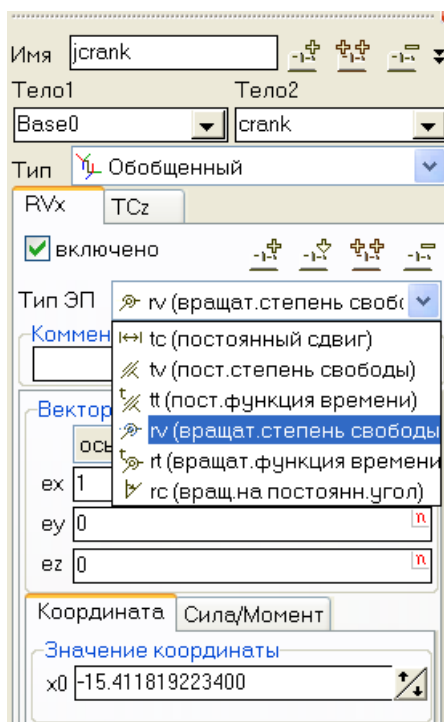 Имя jcrank
Тело1 Тело2
Base0 crank
Тип Обобщенный
RVx TCz
включено
Тип ЭП rv (вращат.степень свобо
Коммен
tc (постоянный сдвиг)
tv (пост.степень свободы)
tt (пост.функция времени)
rv (вращат.степень свободы
rt (вращат.функция времени
rc (вращ.на постоянн.угол)
Вектор
ось
ex 1
ey 0 n
ez 0 n
Координата Сила/Момент
Значение координаты
x0 -15.411819223400